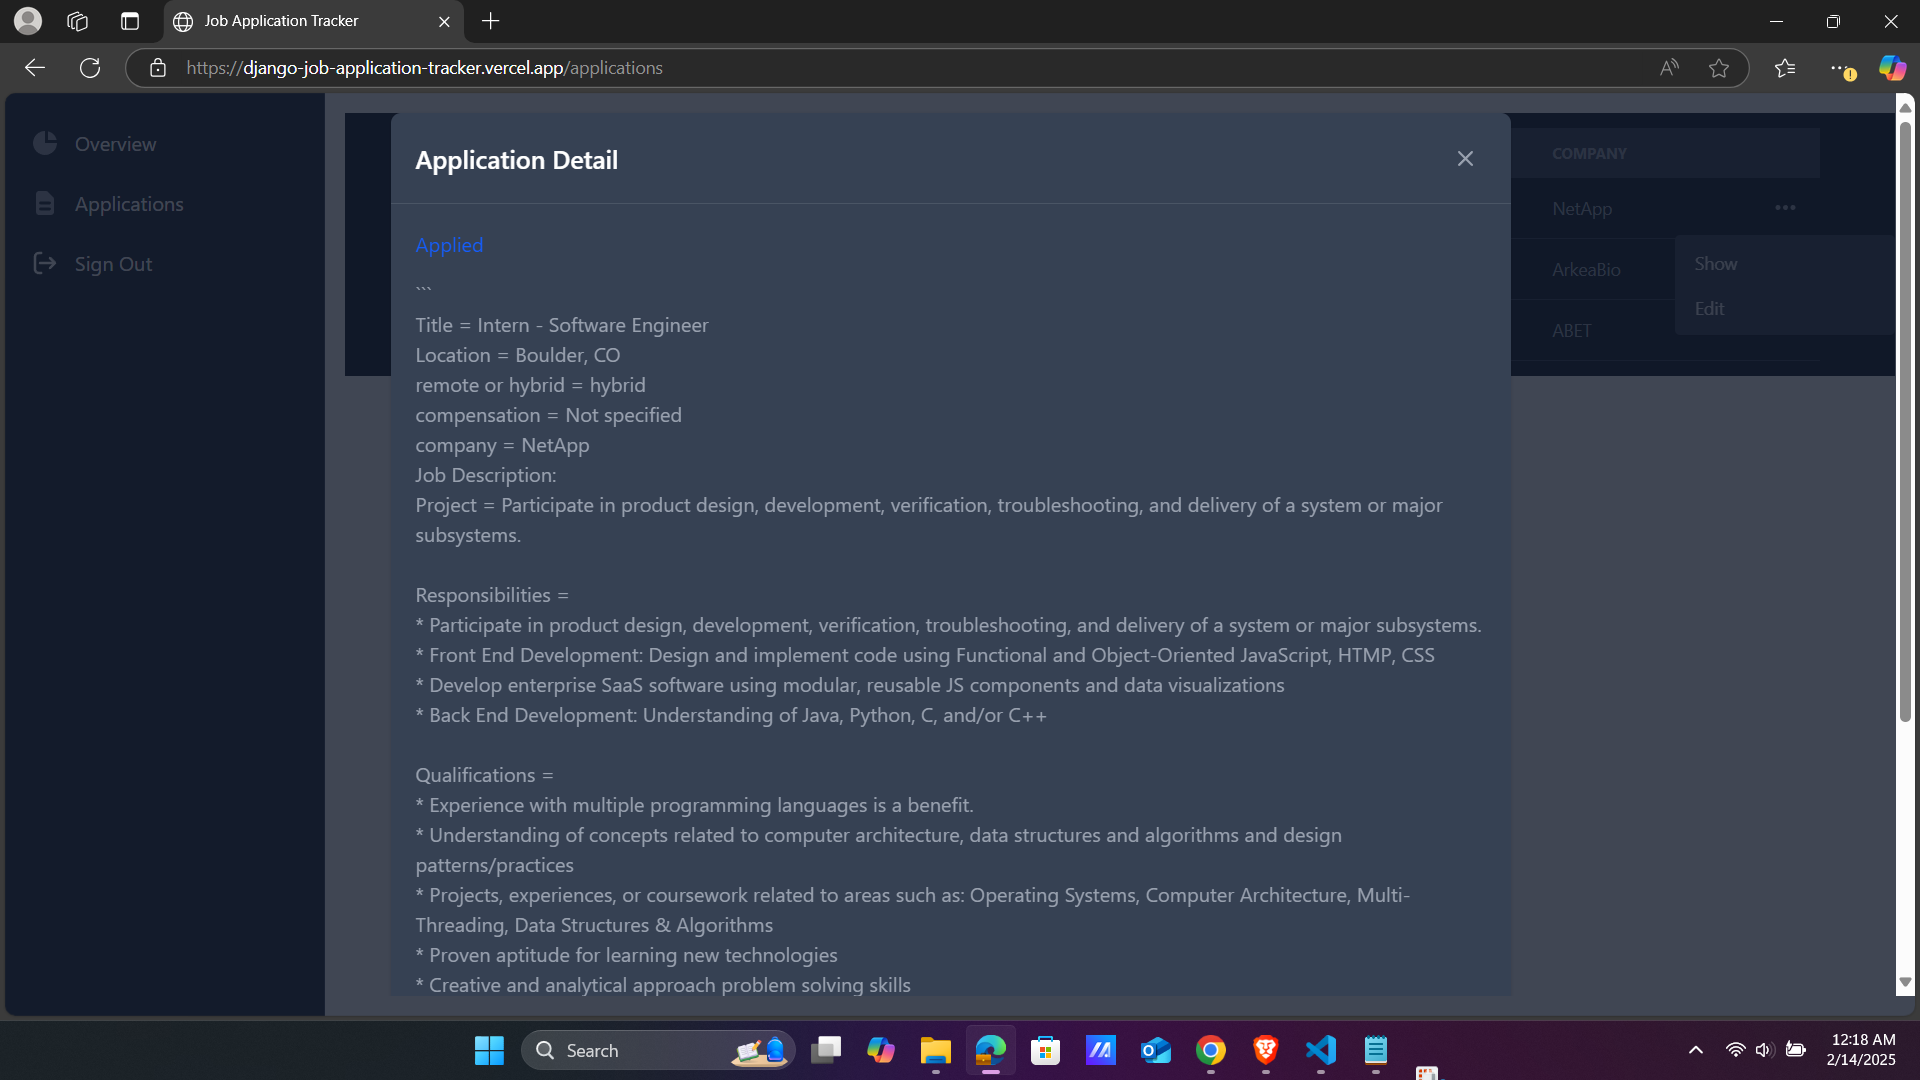 Job Application Tracker
https://django-job-application-tracker.vercel.app/applications
Overview
Applications
Sign Out
Application Detail
Applied
```
Title = Intern - Software Engineer
Location = Boulder, CO
remote or hybrid = hybrid
compensation = Not specified
company = NetApp
Job Description:
Project = Participate in product design, development, verification, troubleshooting, and delivery of a system or major
subsystems.
Responsibilities =
* Participate in product design, development, verification, troubleshooting, and delivery of a system or major subsystems.
* Front End Development: Design and implement code using Functional and Object-Oriented JavaScript, HTMP, CSS
* Develop enterprise SaaS software using modular, reusable JS components and data visualizations
* Back End Development: Understanding of Java, Python, C, and/or C++
Qualifications =
* Experience with multiple programming languages is a benefit.
* Understanding of concepts related to computer architecture, data structures and algorithms and design
patterns/practices
* Projects, experiences, or coursework related to areas such as: Operating Systems, Computer Architecture, Multi-
Threading, Data Structures & Algorithms
* Proven aptitude for learning new technologies
* Creative and analytical approach problem solving skills
COMPANY
NetApp
ArkeaBio
ABET
Show
Edit
Search
12:18 AM
2/14/2025